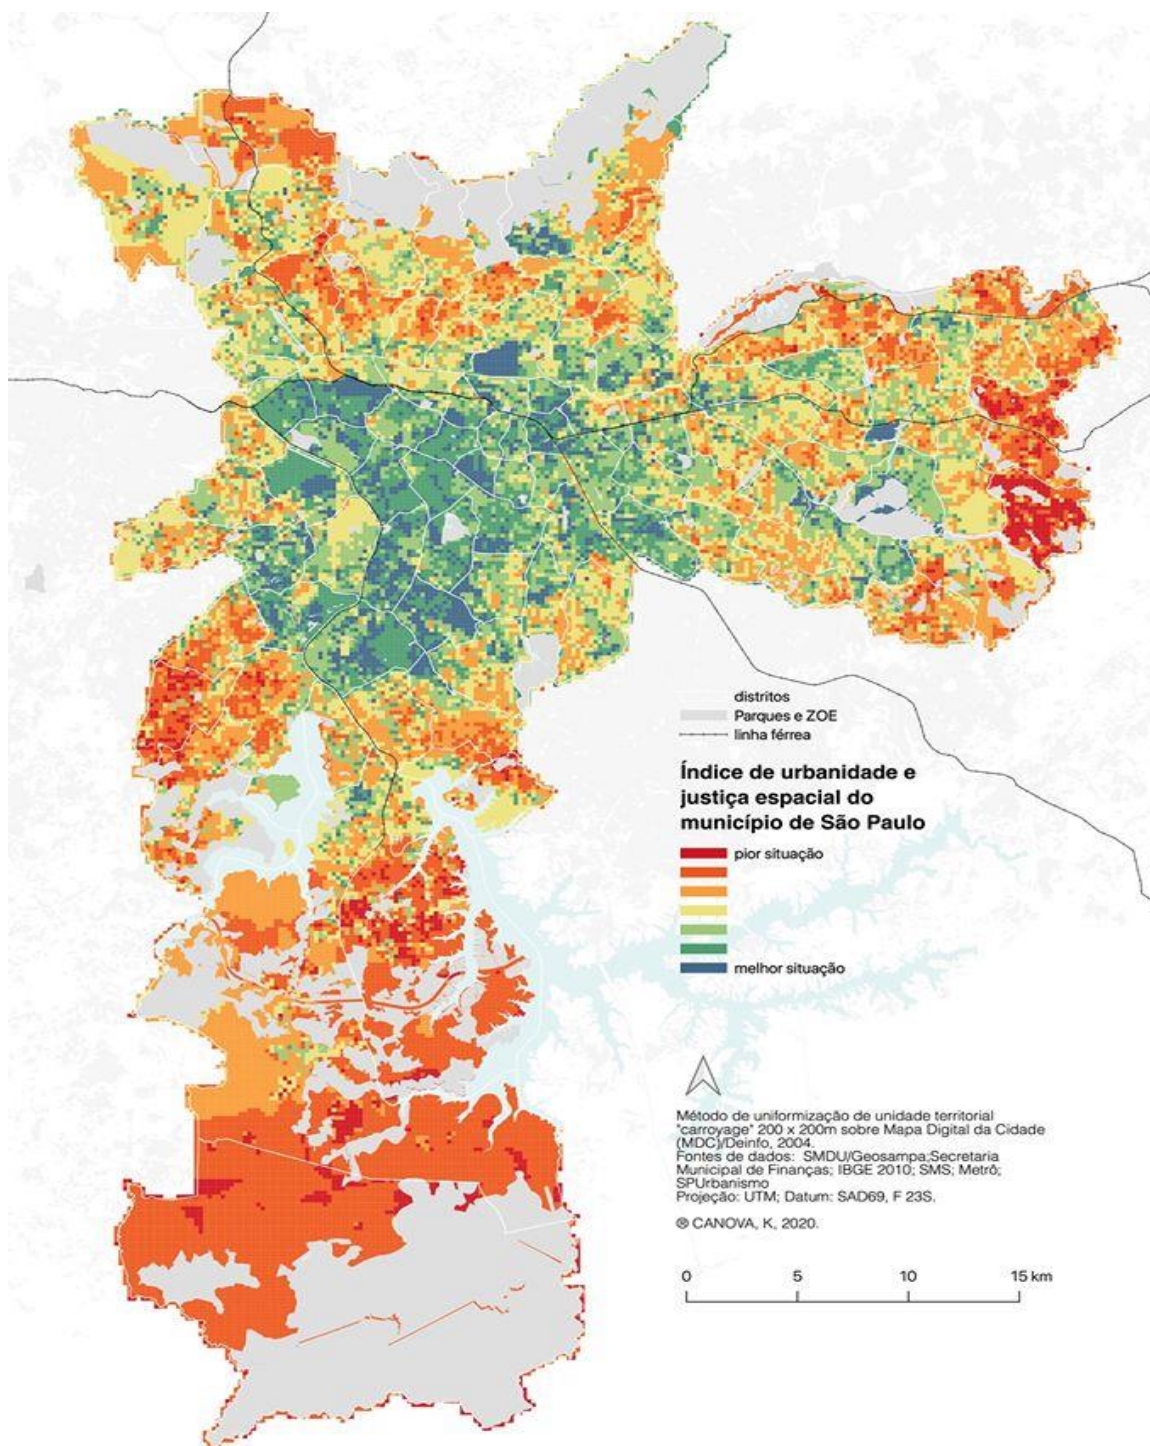 distritos
Parques e ZOE
linha férrea
Índice de urbanidade e
justiça espacial do
município de São Paulo
pior situação
melhor situação
Método de uniformização de unidade territorial
"carroyage" 200 x 200m sobre Mapa Digital da Cidade
(MDC)/Deinfo, 2004.
Fontes de dados: SMDU/Geosampa;Secretaria
Municipal de Finanças; IBGE 2010; SMS; Metrô;
SPUrbanismo
Projeção: UTM; Datum: SAD69, F 23S.
® CANOVA, K, 2020.
0 5 10 15 km